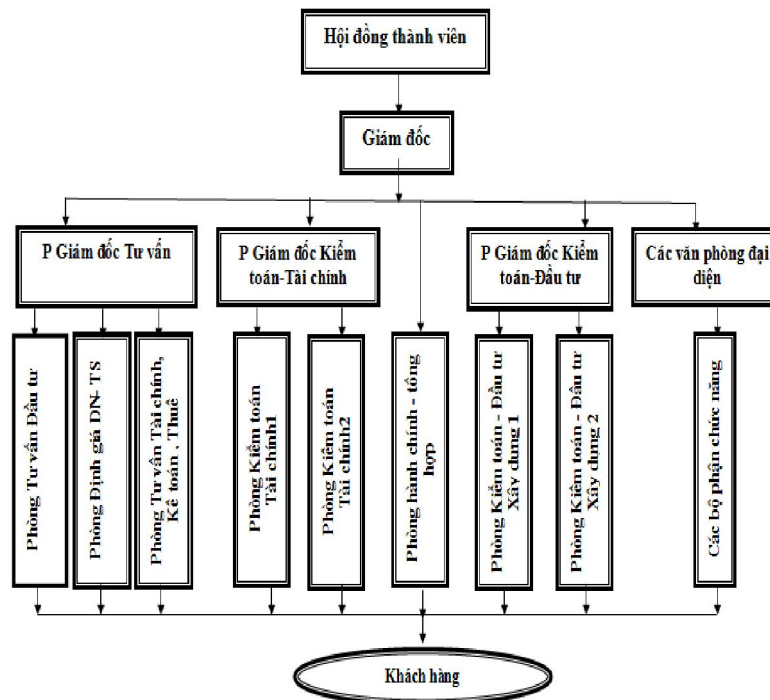 Hội đồng thành viên
Giám đốc
P Giám đốc Tư vấn
P Giám đốc Kiểm
toán-Tài chính
P Giám đốc Kiểm
toán-Đầu tư
Các văn phòng đại
diện
Phòng Tư vấn Đầu tư
Phòng Định giá DN- TS
Phòng Tư vấn Tài chính,
Kế toán , Thuê
Phòng Kiểm toán
Tài chính1
Phòng Kiểm toán
Tài chính2
Phòng hành chính - tổng
hợp
Phòng Kiểm toán - Đầu tư
Xây dung 1
Phòng Kiểm toán - Đầu tư
Xây dung 2
Các bộ phận chức năng
Khách hàng